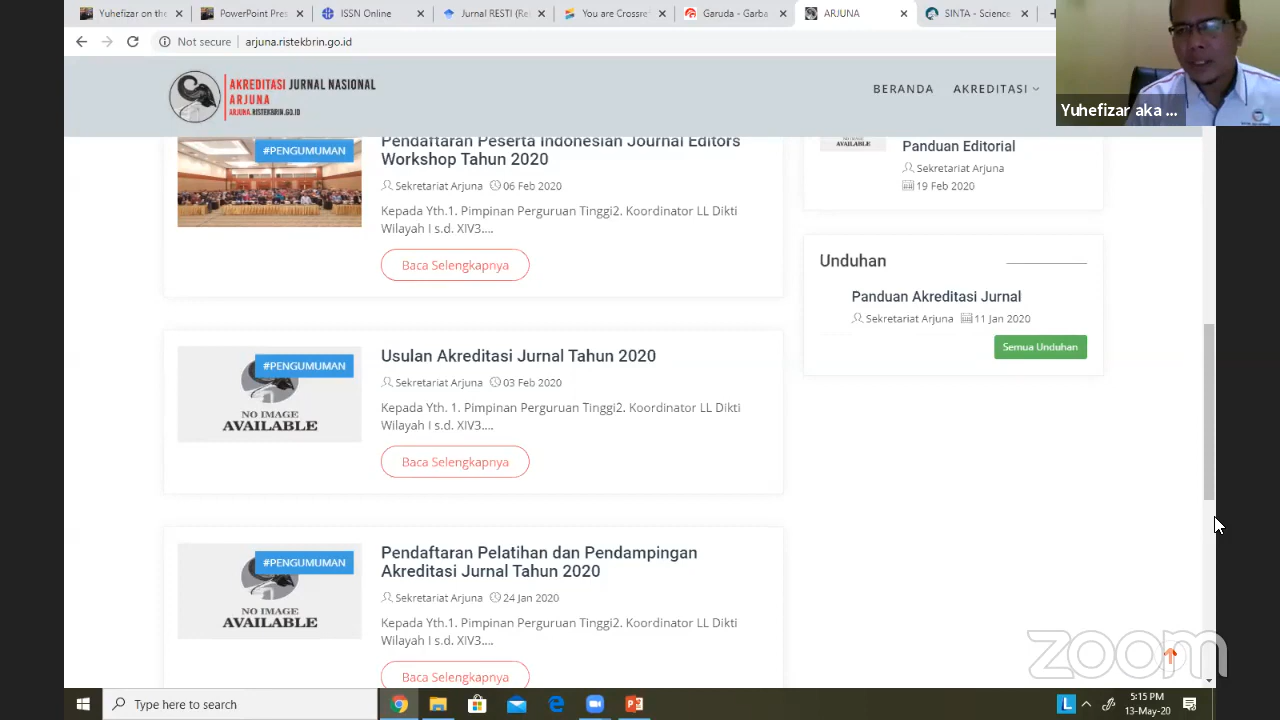 Yuhefizar on the
PowerPoint Pres
ISSN Online
Jurnal RESTI (Re
You are Crossre
Garuda - Garba
ARJUNA
SINTA - Science
Not secure
arjuna.ristekbrin.go.id
Yuhefizar aka ...
AKREDITASI JURNAL NASIONAL
ARJUNA
ARJUNA.RISTEKBRIN.GO.ID
BERANDA
AKREDITASI
#PENGUMUMAN
Pendaftaran Peserta Indonesian Journal Editors
Workshop Tahun 2020
Sekretariat Arjuna
06 Feb 2020
Kepada Yth.1. Pimpinan Perguruan Tinggi2. Koordinator LL Dikti
Wilayah I s.d. XIV3....
Baca Selengkapnya
AVAILABLE
Panduan Editorial
Sekretariat Arjuna
19 Feb 2020
Unduhan
Panduan Akreditasi Jurnal
Sekretariat Arjuna
11 Jan 2020
Semua Unduhan
#PENGUMUMAN
NO IMAGE
AVAILABLE
Usulan Akreditasi Jurnal Tahun 2020
Sekretariat Arjuna
03 Feb 2020
Kepada Yth. 1. Pimpinan Perguruan Tinggi2. Koordinator LL Dikti
Wilayah I s.d. XIV3....
Baca Selengkapnya
#PENGUMUMAN
NO IMAGE
AVAILABLE
Pendaftaran Pelatihan dan Pendampingan
Akreditasi Jurnal Tahun 2020
Sekretariat Arjuna
24 Jan 2020
Kepada Yth.1. Pimpinan Perguruan Tinggi2. Koordinator LL Dikti
Wilayah I s.d. XIV3....
Baca Selengkapnya
zoom
Type here to search
L
5:15 PM
13-May-20